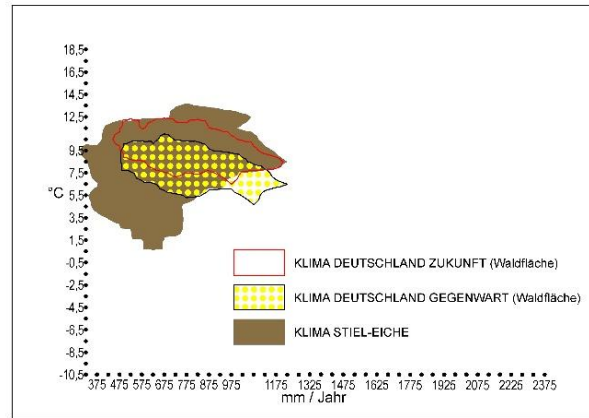 18,5
16,5
14,5
12,5
9,5
7,5
°C
5,5
3,5
1,5
-0,5
-2,5
-4,5
-6,5
-8,5
-10,5
KLIMA DEUTSCHLAND ZUKUNFT (Waldfläche)
KLIMA DEUTSCHLAND GEGENWART (Waldfläche)
KLIMA STIEL-EICHE
375 475 575 675 775 875 975 1175 1325 1475 1625 1775 1925 2075 2225 2375
mm / Jahr